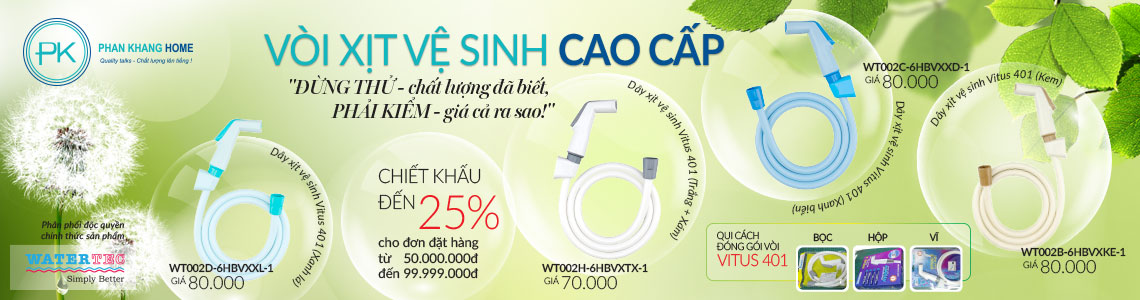 PK
PHAN KHANG HOME
Quality talks - Chất lượng lên tiếng !
VÒI XỊT VỆ SINH CAO CẤP
"ĐỪNG THỬ - chất lượng đã biết,
PHẢI KIỂM - giá cả ra sao!"
Phân phối độc quyền
chính thức sản phẩm
WATERTEC
Simply Better
Dây xịt vệ sinh Vitus 401 (Xanh lơ)
WT002D-6HBVXXL-1
GIÁ 80.000
CHIẾT KHẤU
ĐẾN 25%
cho đơn đặt hàng
từ 50.000.000đ
đến 99.999.000đ
Dây xịt vệ sinh Vitus 401 (Trắng + Xám)
WT002H-6HBVXTX-1
GIÁ 70.000
WT002C-6HBVXXD-1
GIÁ 80.000
Dây xịt vệ sinh Vitus 401 (Xanh biển)
QUI CÁCH
ĐÓNG GÓI VÒI
VITUS 401
BỌC
HỘP
VĨ
Dây xịt vệ sinh Vitus 401 (Kem)
WT002B-6HBVXKE-1
GIÁ 80.000